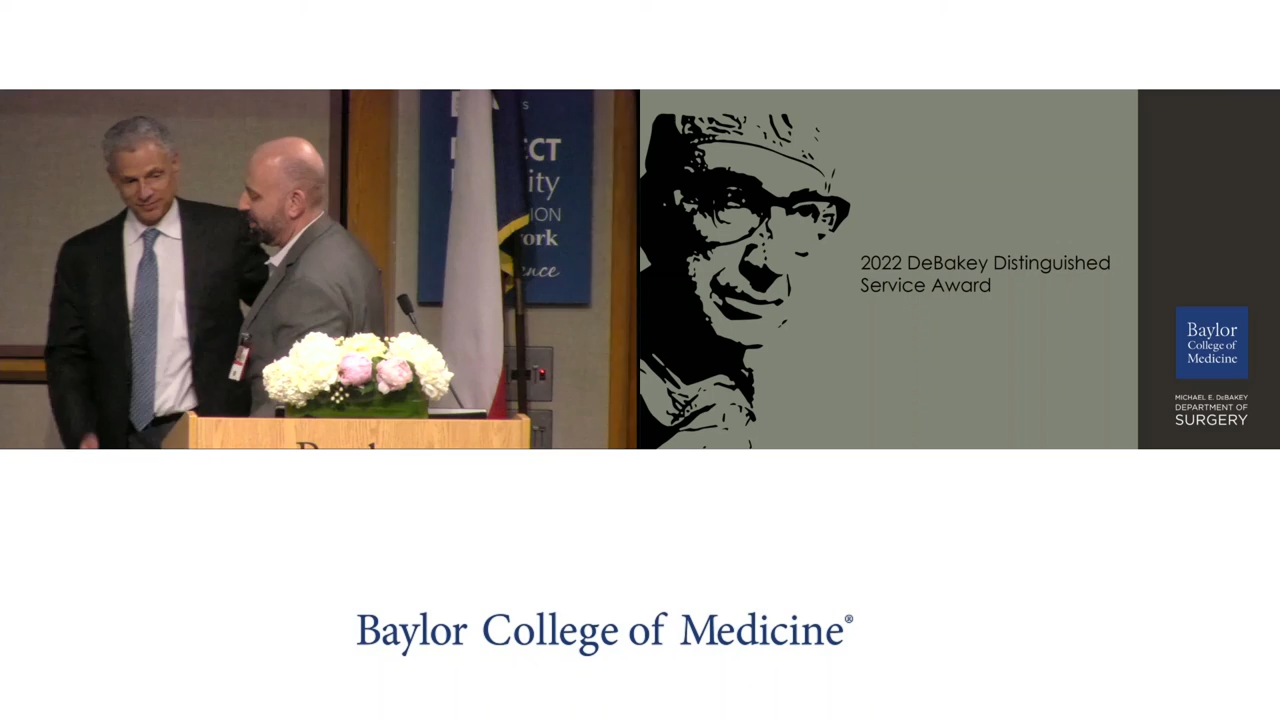 2022 DeBakey Distinguished
Service Award
Baylor
College of
Medicine
MICHAEL E. DEBAKEY
DEPARTMENT OF
SURGERY
Baylor College of Medicine®